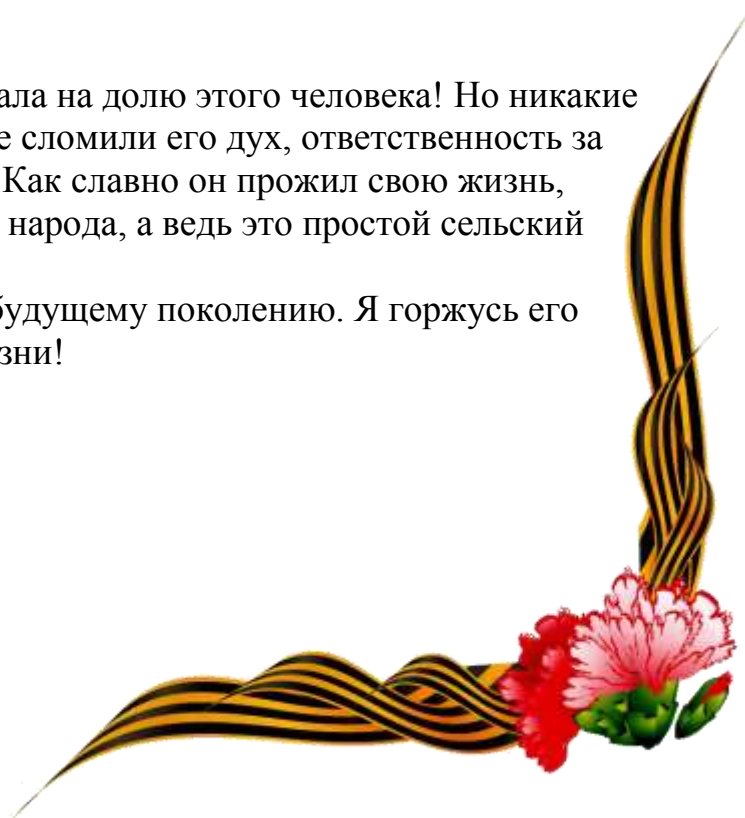 ала на долю этого человека! Но никакие
е сломили его дух, ответственность за
Как славно он прожил свою жизнь,
народа, а ведь это простой сельский
будущему поколению. Я горжусь его
зни!